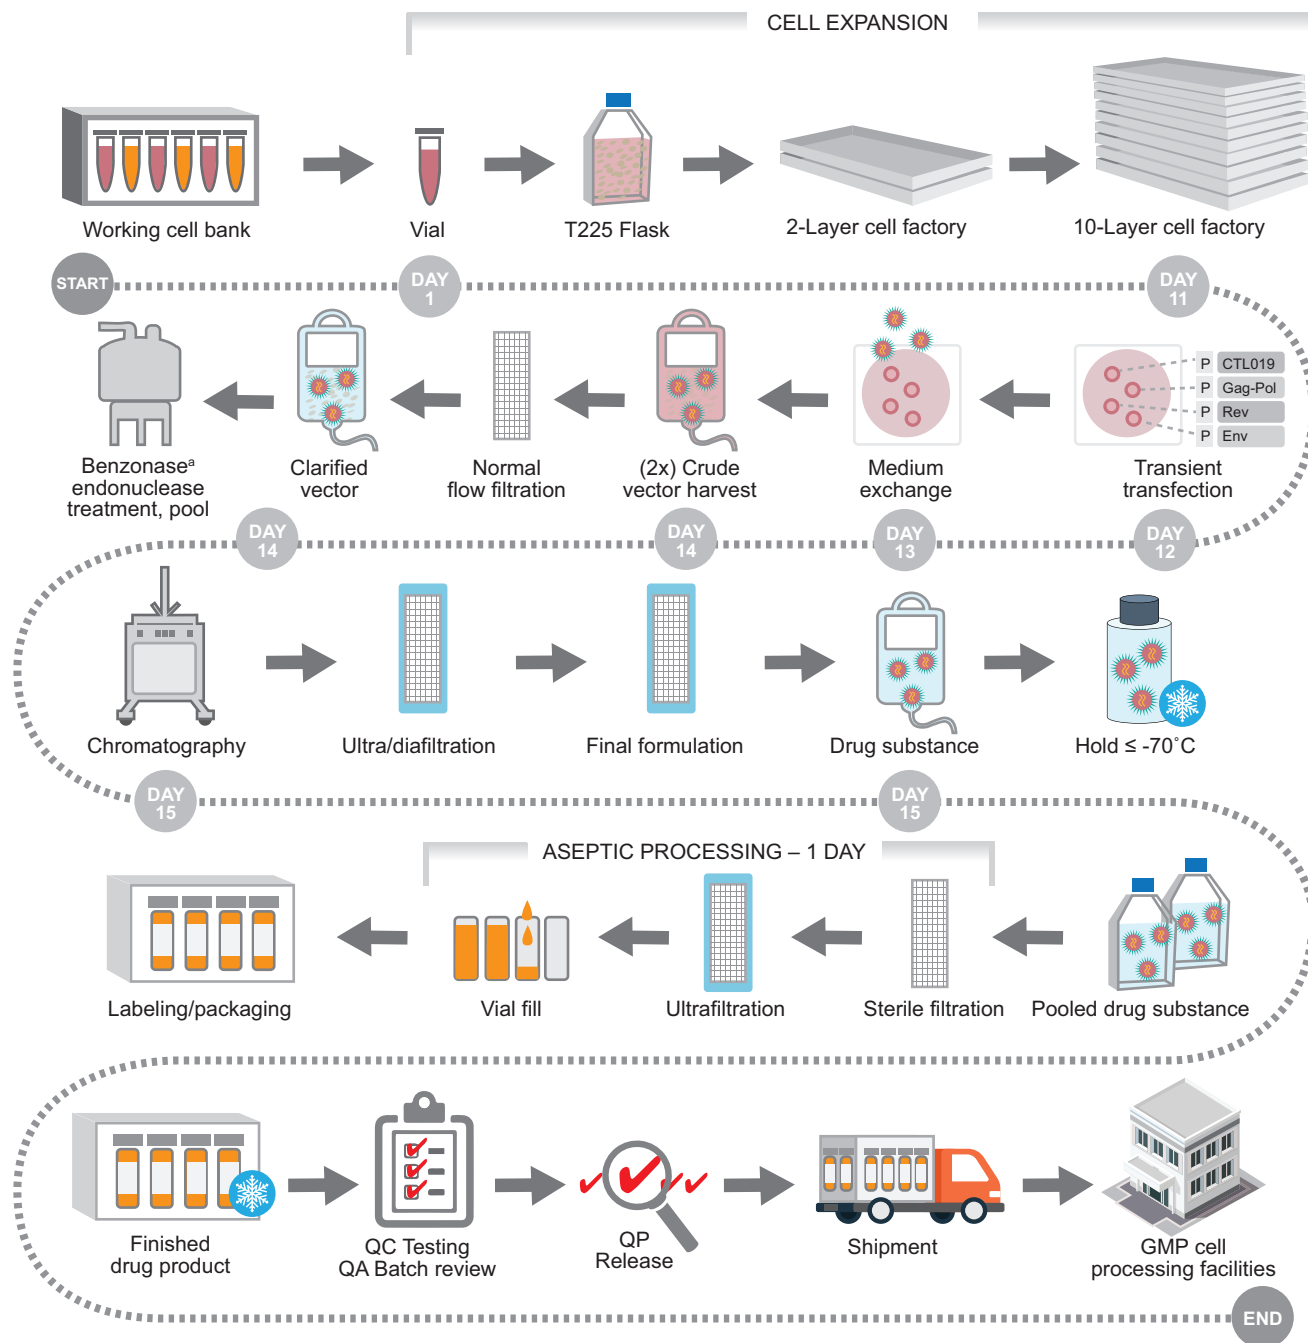 CELL EXPANSION
Working cell bank
Vial
T225 Flask
2-Layer cell factory
10-Layer cell factory
START
DAY
1
DAY
11
P CTL019
P Gag-Pol
P Rev
P Env
Transient
transfection
Medium
exchange
(2x) Crude
vector harvest
Normal
flow filtration
Clarified
vector
Benzonaseª
endonuclease
treatment, pool
DAY
12
DAY
13
DAY
14
DAY
14
Chromatography
Ultra/diafiltration
Final formulation
Drug substance
Hold ≤ -70˚C
DAY
15
DAY
15
ASEPTIC PROCESSING – 1 DAY
Pooled drug substance
Sterile filtration
Ultrafiltration
Vial fill
Labeling/packaging
Finished
drug product
QC Testing
QA Batch review
QP
Release
Shipment
GMP cell
processing facilities
END